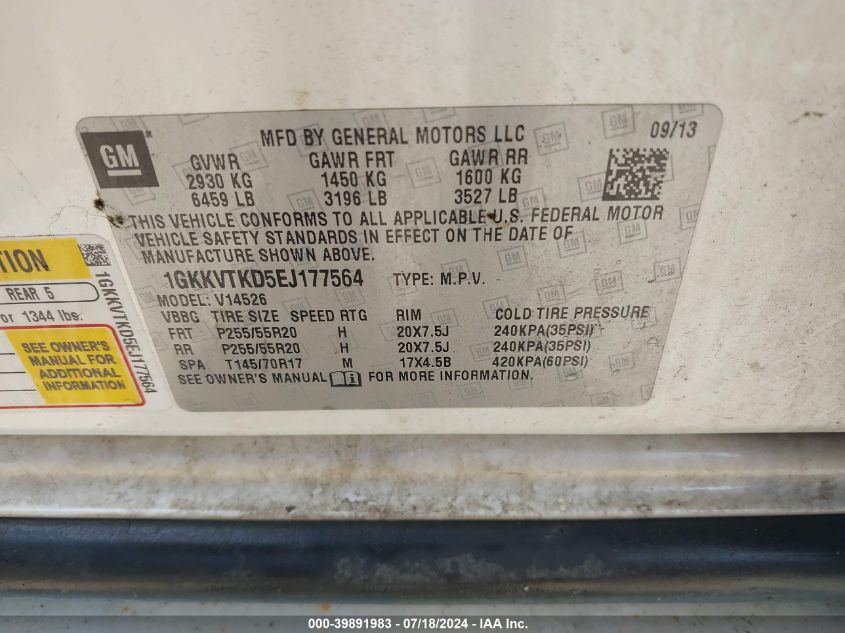 GM
MFD BY GENERAL MOTORS LLC 09/13
GVWR GAWR FRT GAWR RR
2930 KG 1450 KG 1600 KG
6459 LB 3196 LB 3527 LB
THIS VEHICLE CONFORMS TO ALL APPLICABLE U.S. FEDERAL MOTOR
VEHICLE SAFETY STANDARDS IN EFFECT ON THE DATE OF
MANUFACTURE SHOWN ABOVE.
1GKKVTKD5EJ177564 TYPE: M.P.V.
MODEL: V14526
VBBG TIRE SIZE SPEED RTG RIM COLD TIRE PRESSURE
FRT P255/55R20 H 20X7.5J 240KPA(35PSI)
RR P255/55R20 H 20X7.5J 240KPA(35PSI)
SPA T145/70R17 M 17X4.5B 420KPA(60PSI)
SEE OWNER'S MANUAL FOR MORE INFORMATION.
TION
REAR 5
or 1344 lbs.
SEE OWNER'S
MANUAL FOR
ADDITIONAL
INFORMATION
1GKKVTKD5EJ177564
000-39891983 - 07/18/2024 - IAA Inc.